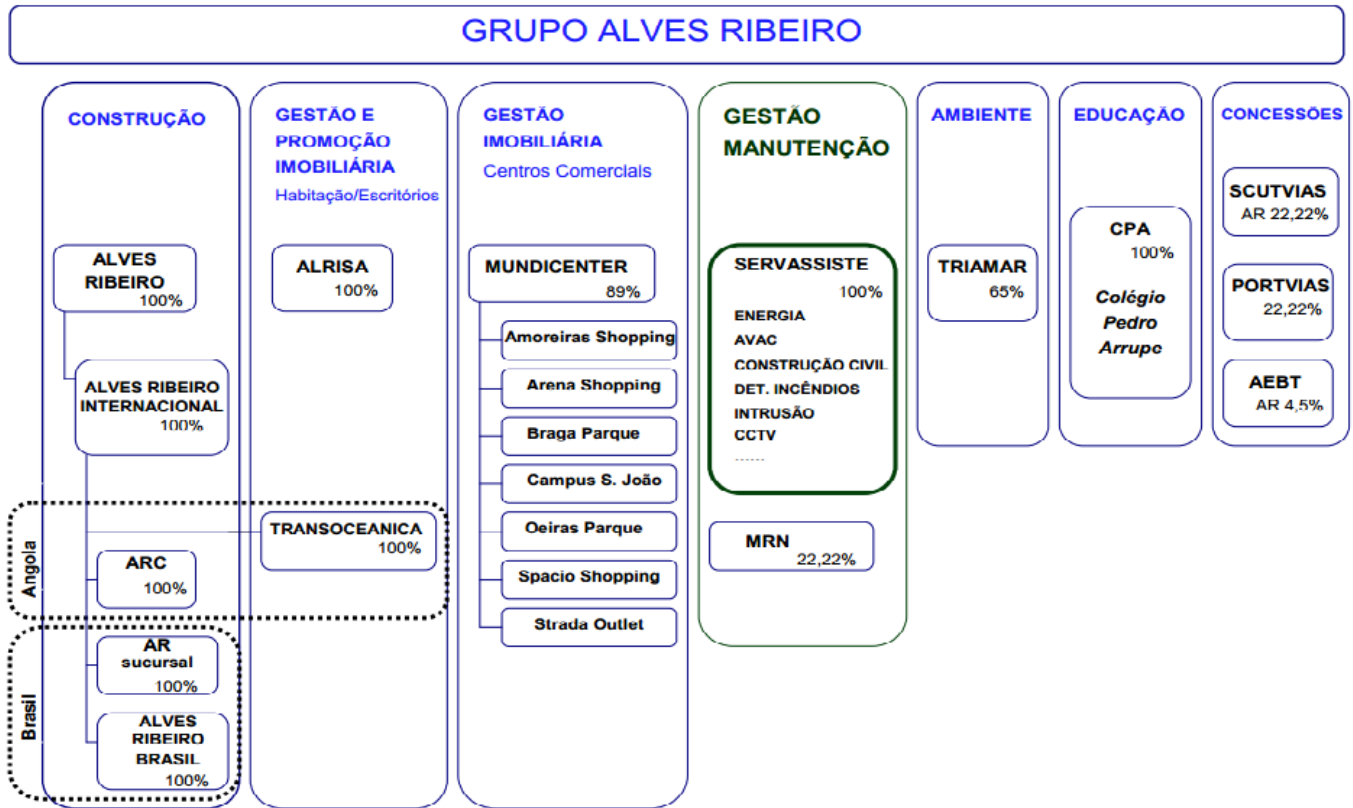 GRUPO ALVES RIBEIRO
CONSTRUÇÃO
ALVES
RIBEIRO
100%
ALVES RIBEIRO
INTERNACIONAL
100%
Angola
ARC
100%
Brasil
AR
sucursal
100%
ALVES
RIBEIRO
BRASIL
100%
GESTÃO E
PROMOÇÃO
IMOBILIÁRIA
Habitação/Escritórios
ALRISA
100%
TRANSOCEANICA
100%
GESTÃO
IMOBILIÁRIA
Centros Comerciais
MUNDICENTER
89%
Amoreiras Shopping
Arena Shopping
Braga Parque
Campus S. João
Oeiras Parque
Spacio Shopping
Strada Outlet
GESTÃO
MANUTENÇÃO
SERVASSISTE
100%
ENERGIA
AVAC
CONSTRUÇÃO CIVIL
DET. INCÊNDIOS
INTRUSÃO
CCTV
......
MRN
22,22%
AMBIENTE
TRIAMAR
65%
EDUCAÇÃO
CPA
100%
Colégio
Pedro
Arrupe
CONCESSÕES
SCUTVIAS
AR 22,22%
PORTVIAS
22,22%
AEBT
AR 4,5%